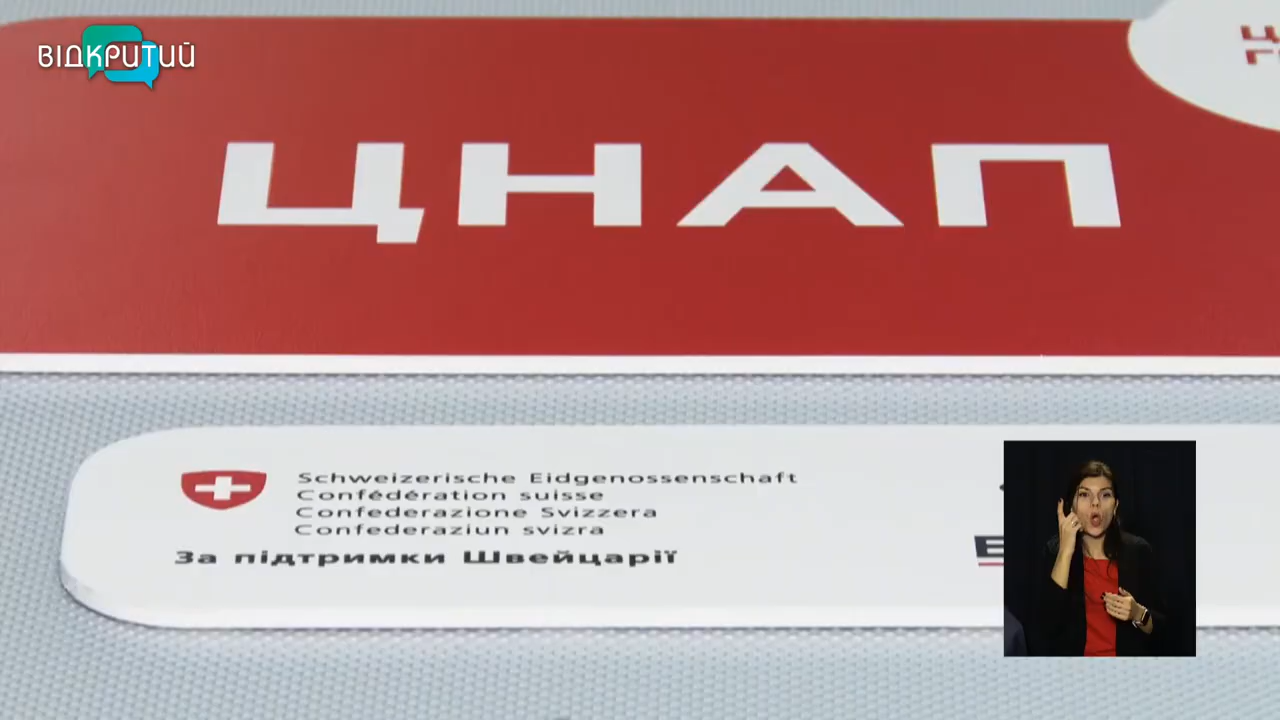 ВІДКРИТИЙ
ЦНАП
Schweizerische Eidgenossenschaft
Confédération suisse
Confederazione Svizzera
Confederaziun svizra
За підтримки Швейцарії